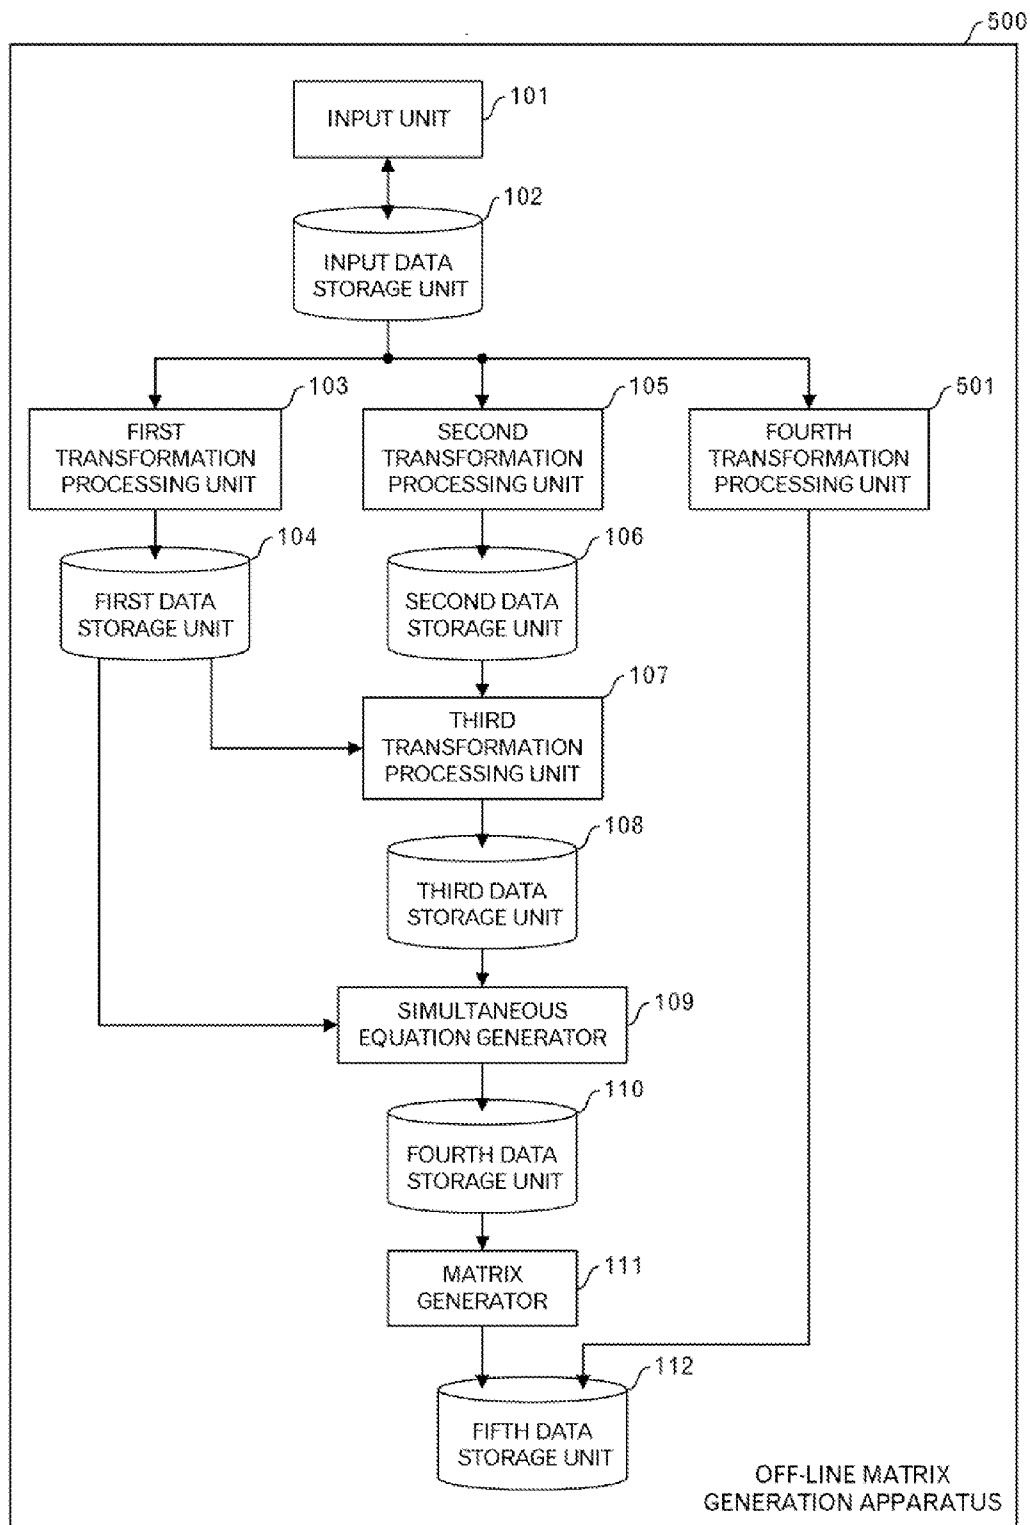 500
INPUT UNIT
101
102
INPUT DATA
STORAGE UNIT
103
105
501
FIRST
TRANSFORMATION
PROCESSING UNIT
SECOND
TRANSFORMATION
PROCESSING UNIT
FOURTH
TRANSFORMATION
PROCESSING UNIT
104
106
FIRST DATA
STORAGE UNIT
SECOND DATA
STORAGE UNIT
107
THIRD
TRANSFORMATION
PROCESSING UNIT
108
THIRD DATA
STORAGE UNIT
109
SIMULTANEOUS
EQUATION GENERATOR
110
FOURTH DATA
STORAGE UNIT
111
MATRIX
GENERATOR
112
FIFTH DATA
STORAGE UNIT
OFF-LINE MATRIX
GENERATION APPARATUS